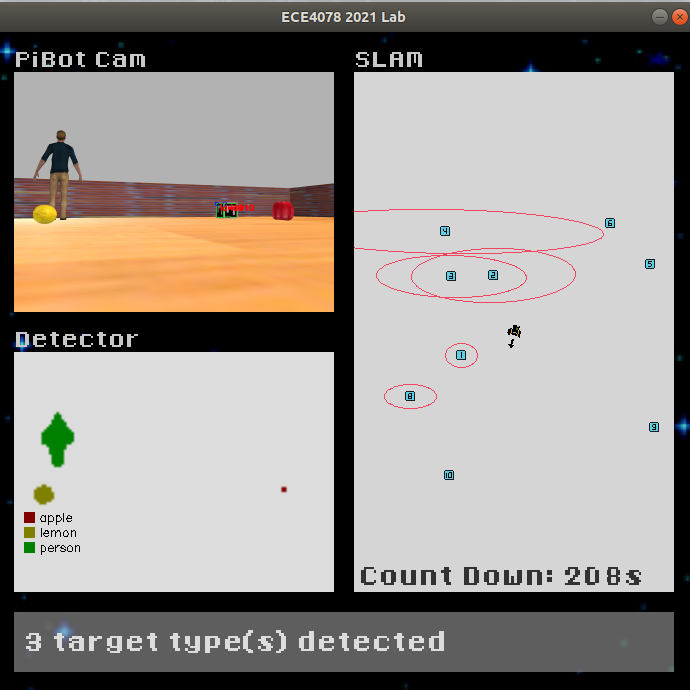 ECE4078 2021 Lab
PiBot Cam
SLAM
6
4
5
3
2
1
8
9
10
Detector
apple
lemon
person
Count Down: 208s
3 target type(s) detected